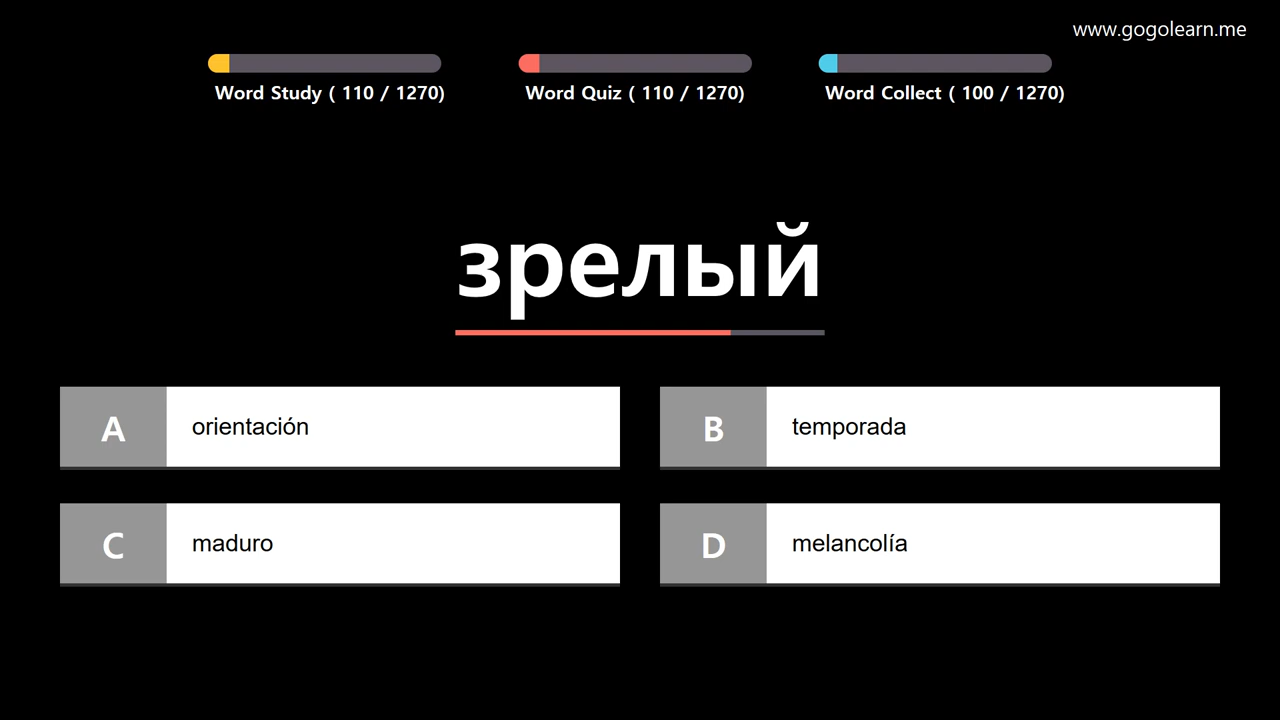 www.gogolearn.me
Word Study ( 110 / 1270)
Word Quiz ( 110 / 1270)
Word Collect ( 100 / 1270)
зрелый
A
orientación
B
temporada
C
maduro
D
melancolía